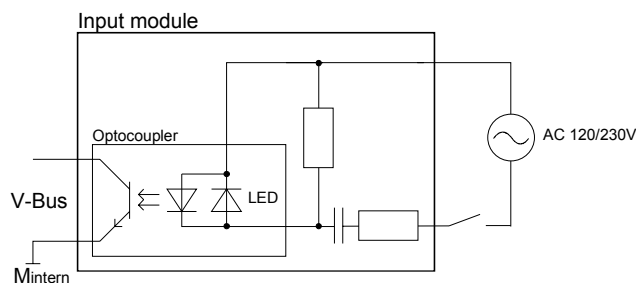 Input module
Optocoupler
AC 120/230V
LED
V-Bus
Mintern